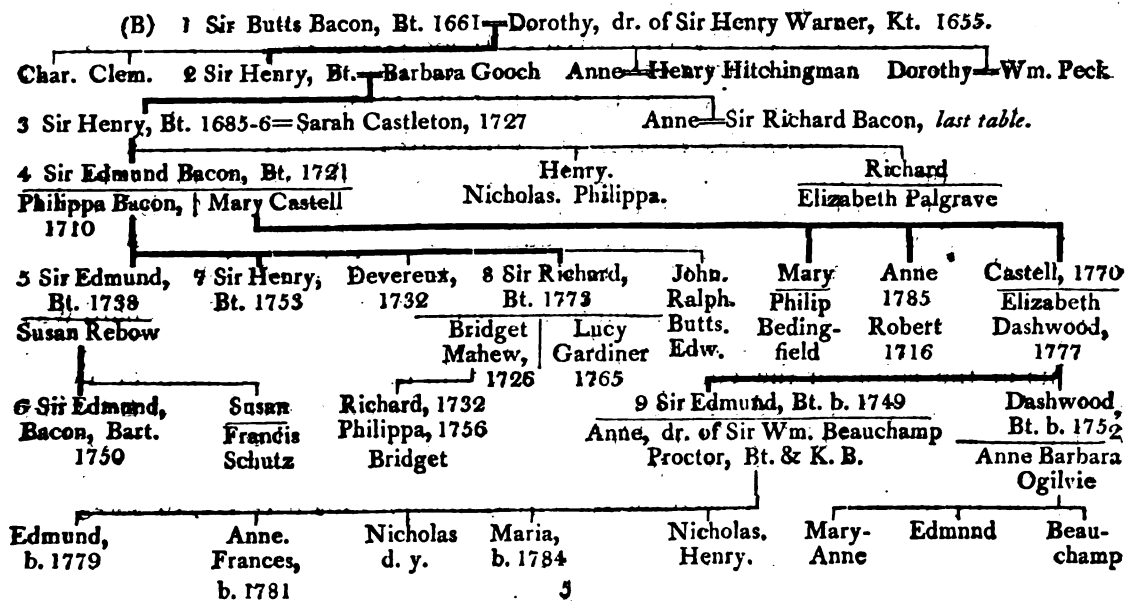 (B) 1 Sir Butts Bacon, Bt. 1661=Dorothy, dr. of Sir Henry Warner, Kt. 1655.
Char. Clem. 2 Sir Henry, Bt.=Barbara Gooch Anne=Henry Hitchingman Dorothy=Wm. Peck
3 Sir Henry, Bt. 1685-6=Sarah Castleton, 1727 Anne=Sir Richard Bacon, last table.
4 Sir Edmund Bacon, Bt. 1721 Henry. Richard
Philippa Bacon, | Mary Castell Nicholas. Philippa. Elizabeth Palgrave
1710
5 Sir Edmund, 7 Sir Henry, Devereux, 8 Sir Richard, John. Mary Anne Castell, 1770
Bt. 1738 Bt. 1753 1732 Bt. 1773 Ralph. Philip 1785 Elizabeth
Susan Rebow Bridget Lucy Butts. Beding- Robert Dashwood,
Mahew, Gardiner Edw. field 1716 1777
1726 1765
6 Sir Edmund, Susan Richard, 1732 9 Sir Edmund, Bt. b. 1749 Dashwood,
Bacon, Bart. Francis Philippa, 1756 Anne, dr. of Sir Wm. Beauchamp Bt. b. 1752
1750 Schutz Bridget Proctor, Bt. & K. B. Anne Barbara
Ogilvie
Edmund, Anne. Nicholas Maria, Nicholas. Mary- Edmnnd Beau-
b. 1779 Frances, d. y. b. 1784 Henry. Anne champ
b. 1781 5